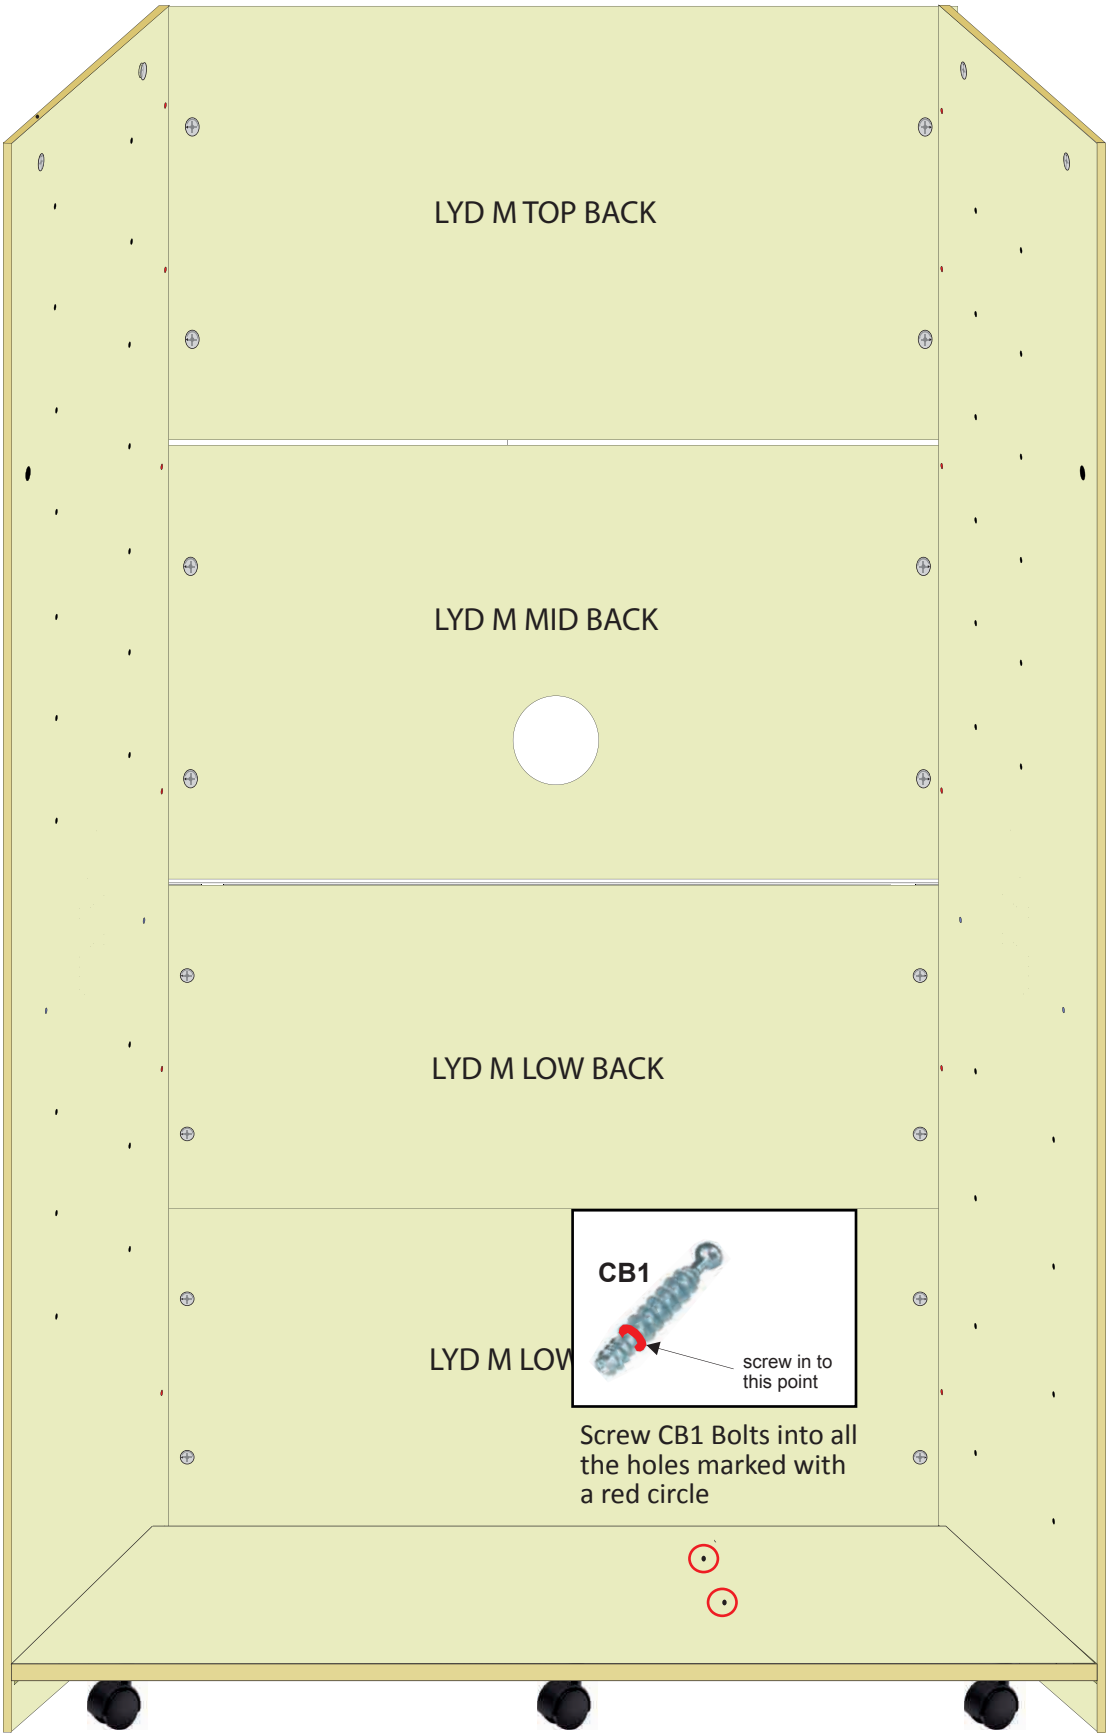 LYD M TOP BACK
LYD M MID BACK
LYD M LOW BACK
CB1
LYD M LOW
screw in to
this point
Screw CB1 Bolts into all
the holes marked with
a red circle